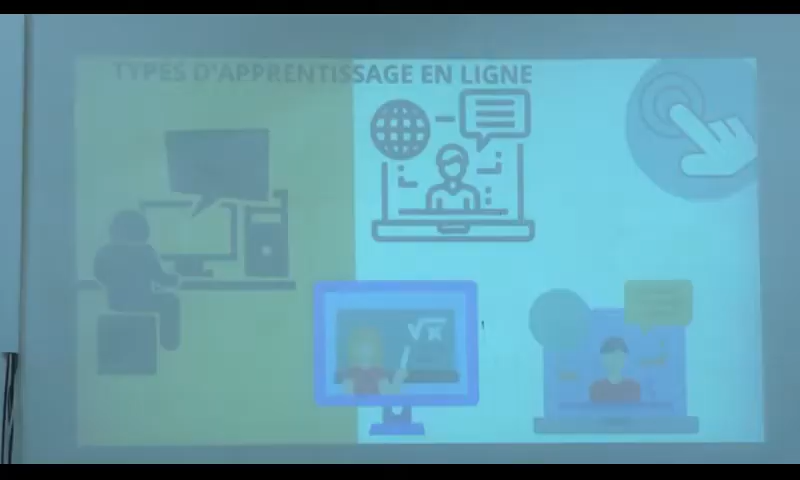 TYPES D'APPRENTISSAGE EN LIGNE
√x